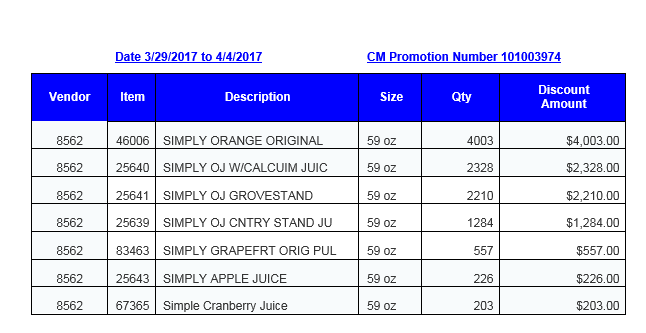 Date 3/29/2017 to 4/4/2017 CM Promotion Number 101003974
Vendor Item Description Size Qty Discount Amount
8562 46006 SIMPLY ORANGE ORIGINAL 59 oz 4003 $4,003.00
8562 25640 SIMPLY OJ W/CALCUIM JUIC 59 oz 2328 $2,328.00
8562 25641 SIMPLY OJ GROVESTAND 59 oz 2210 $2,210.00
8562 25639 SIMPLY OJ CNTRY STAND JU 59 oz 1284 $1,284.00
8562 83463 SIMPLY GRAPEFRT ORIG PUL 59 oz 557 $557.00
8562 25643 SIMPLY APPLE JUICE 59 oz 226 $226.00
8562 67365 Simple Cranberry Juice 59 oz 203 $203.00